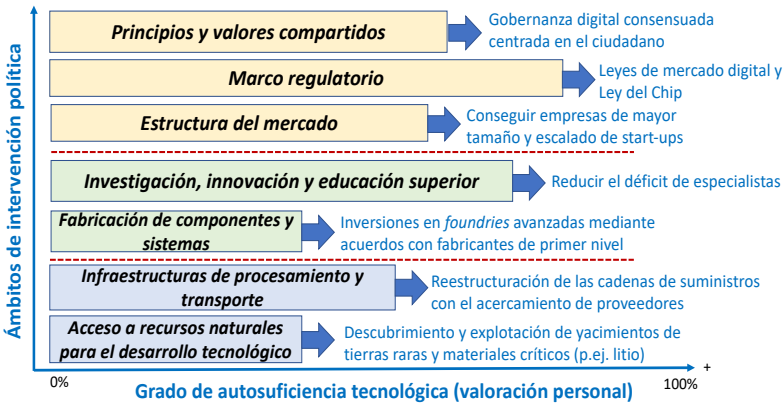 Ámbitos de intervención política
Principios y valores compartidos
Gobernanza digital consensuada
centrada en el ciudadano
Marco regulatorio
Leyes de mercado digital y
Ley del Chip
Estructura del mercado
Conseguir empresas de mayor
tamaño y escalado de start-ups
Investigación, innovación y educación superior
Reducir el déficit de especialistas
Fabricación de componentes y
sistemas
Inversiones en foundries avanzadas mediante
acuerdos con fabricantes de primer nivel
Infraestructuras de procesamiento y
transporte
Reestructuración de las cadenas de suministros
con el acercamiento de proveedores
Acceso a recursos naturales
para el desarrollo tecnológico
Descubrimiento y explotación de yacimientos de
tierras raras y materiales críticos (p.ej. litio)
+
0%
100%
Grado de autosuficiencia tecnológica (valoración personal)